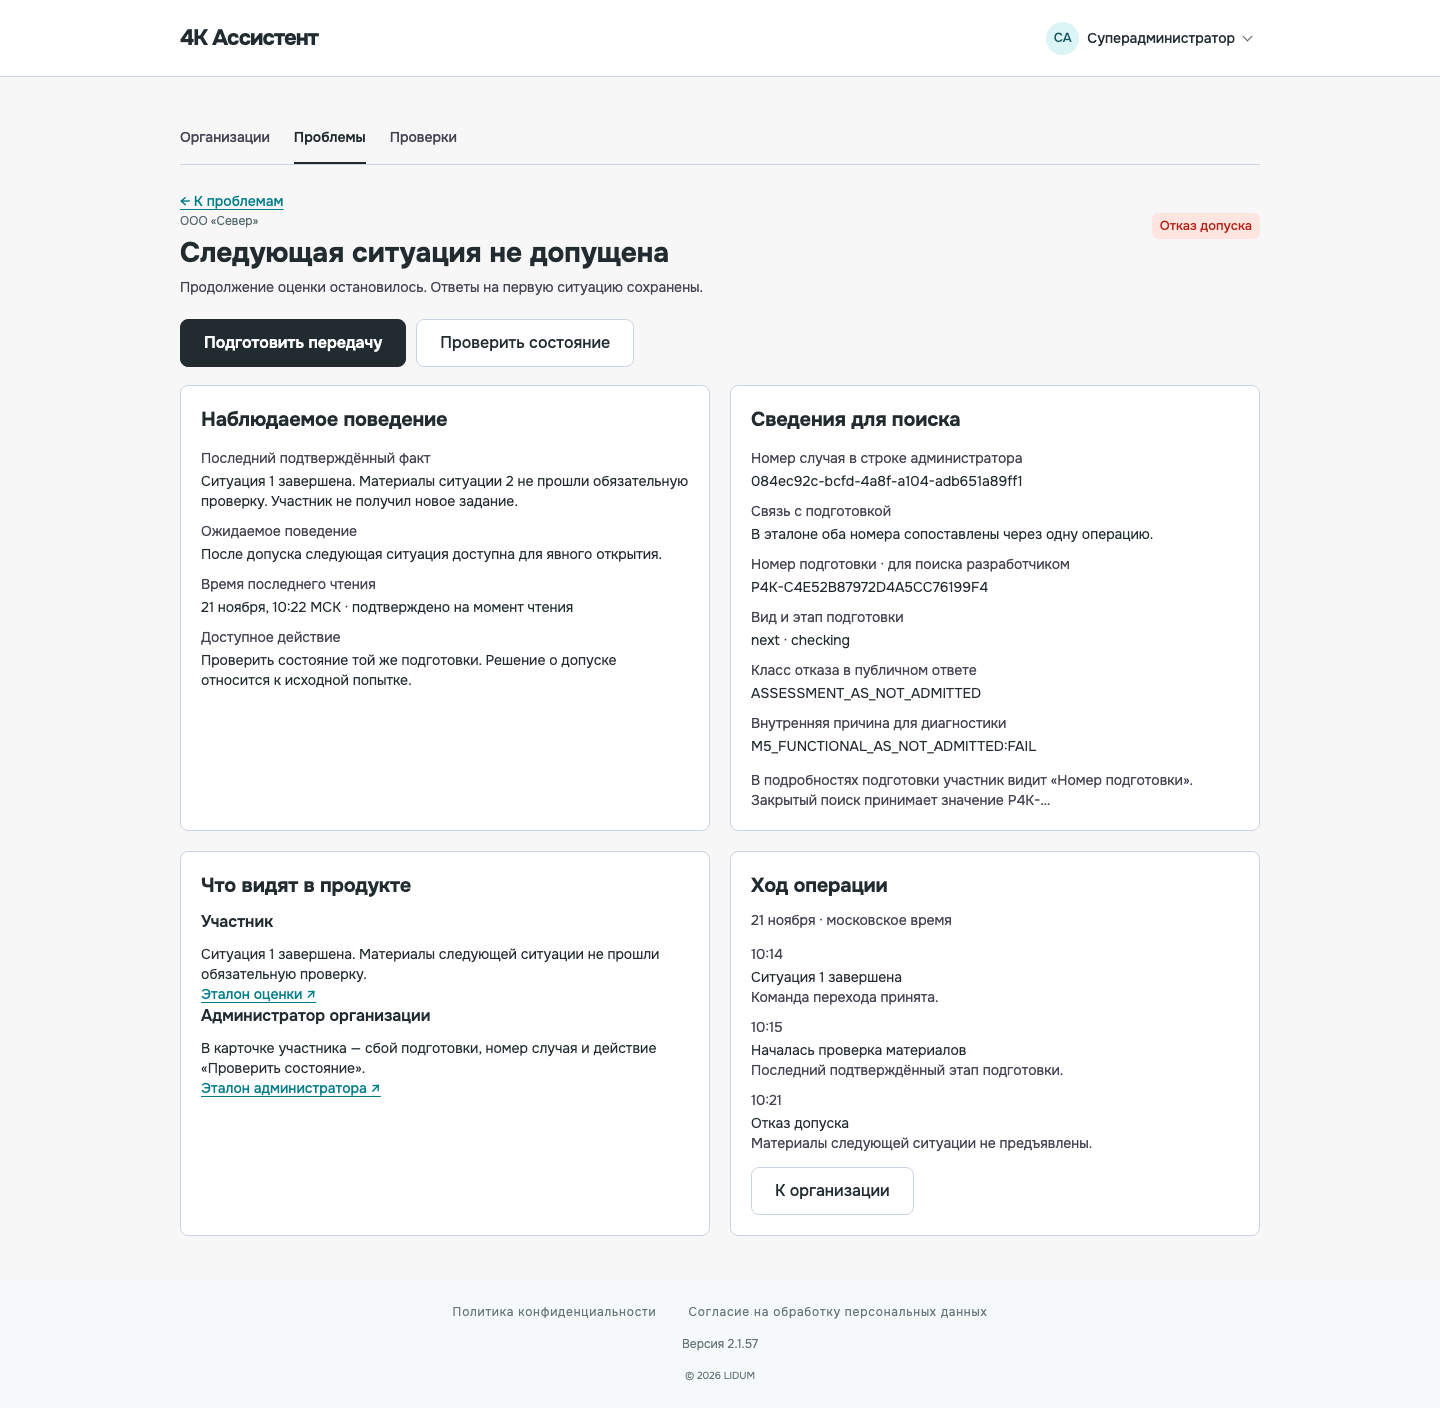 4К Ассистент
СА Суперадминистратор
Организации Проблемы Проверки
← К проблемам
ООО «Север»
Отказ допуска
Следующая ситуация не допущена
Продолжение оценки остановилось. Ответы на первую ситуацию сохранены.
Подготовить передачу Проверить состояние
Наблюдаемое поведение
Последний подтверждённый факт
Ситуация 1 завершена. Материалы ситуации 2 не прошли обязательную
проверку. Участник не получил новое задание.
Ожидаемое поведение
После допуска следующая ситуация доступна для явного открытия.
Время последнего чтения
21 ноября, 10:22 МСК · подтверждено на момент чтения
Доступное действие
Проверить состояние той же подготовки. Решение о допуске
относится к исходной попытке.
Сведения для поиска
Номер случая в строке администратора
084ec92c-bcfd-4a8f-a104-adb651a89ff1
Связь с подготовкой
В эталоне оба номера сопоставлены через одну операцию.
Номер подготовки · для поиска разработчиком
P4K-C4E52B87972D4A5CC76199F4
Вид и этап подготовки
next · checking
Класс отказа в публичном ответе
ASSESSMENT_AS_NOT_ADMITTED
Внутренняя причина для диагностики
M5_FUNCTIONAL_AS_NOT_ADMITTED:FAIL
В подробностях подготовки участник видит «Номер подготовки».
Закрытый поиск принимает значение P4K-…
Что видят в продукте
Участник
Ситуация 1 завершена. Материалы следующей ситуации не прошли
обязательную проверку.
Эталон оценки ↗
Администратор организации
В карточке участника — сбой подготовки, номер случая и действие
«Проверить состояние».
Эталон администратора ↗
Ход операции
21 ноября · московское время
10:14
Ситуация 1 завершена
Команда перехода принята.
10:15
Началась проверка материалов
Последний подтверждённый этап подготовки.
10:21
Отказ допуска
Материалы следующей ситуации не предъявлены.
К организации
Политика конфиденциальности Согласие на обработку персональных данных
Версия 2.1.57
© 2026 LIDUM